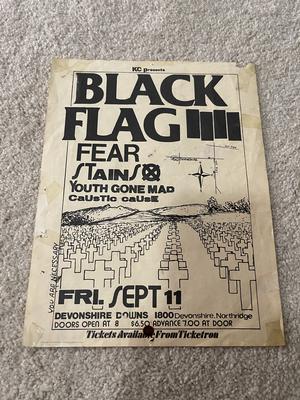 KC presents
BLACK
FLAG
FEAR
STAINS
YOUTH GONE MAD
CAUSTIC CAUSE
YOU ARE NECESSARY
FRI. SEPT 11
DEVONSHIRE DOWNS 1800 Devonshire, Northridge
DOORS OPEN AT 8 $6.50 ADVANCE 7.00 AT DOOR
Tickets Available From Ticketron